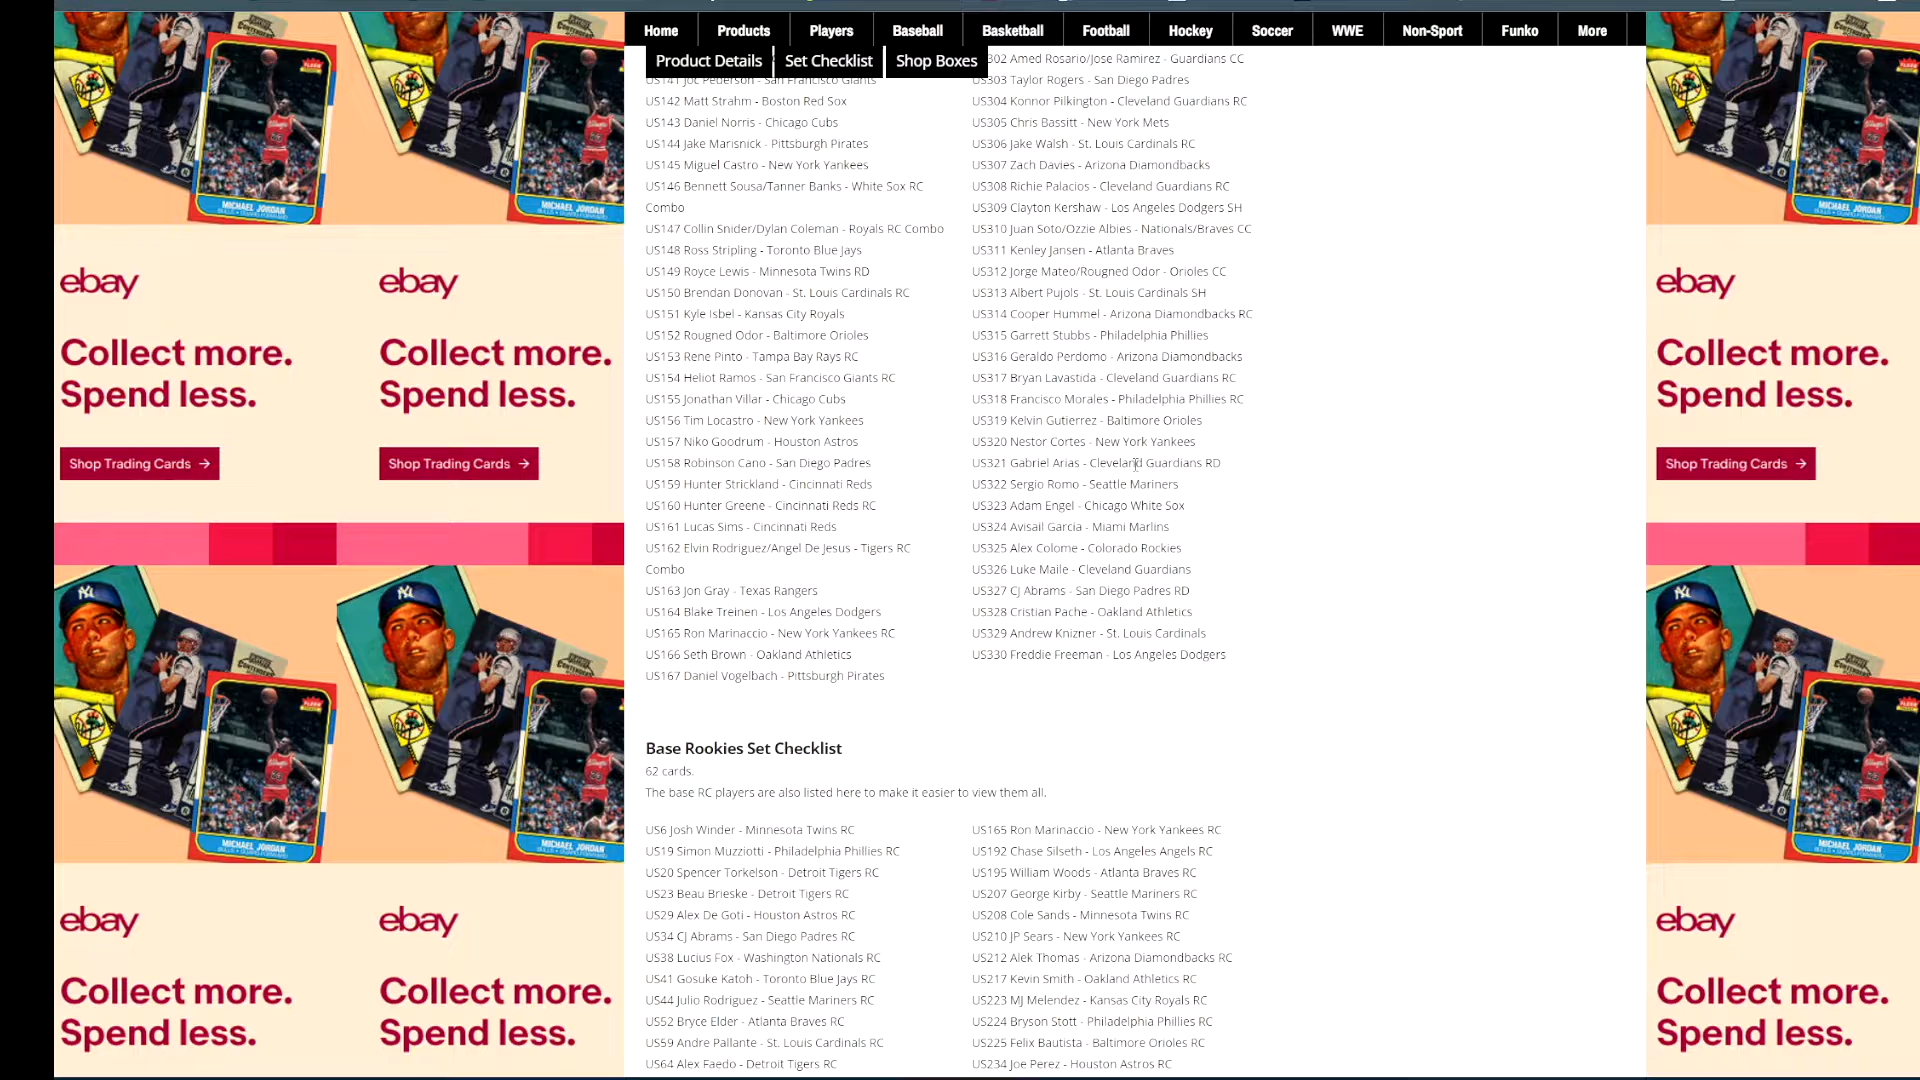 Home Products Players Baseball Basketball Football Hockey Soccer WWE Non-Sport Funko More
Product Details Set Checklist Shop Boxes
US141 Joc Pederson - San Francisco Giants
US142 Matt Strahm - Boston Red Sox
US143 Daniel Norris - Chicago Cubs
US144 Jake Marisnick - Pittsburgh Pirates
US145 Miguel Castro - New York Yankees
US146 Bennett Sousa/Tanner Banks - White Sox RC
Combo
US147 Collin Snider/Dylan Coleman - Royals RC Combo
US148 Ross Stripling - Toronto Blue Jays
US149 Royce Lewis - Minnesota Twins RD
US150 Brendan Donovan - St. Louis Cardinals RC
US151 Kyle Isbel - Kansas City Royals
US152 Rougned Odor - Baltimore Orioles
US153 Rene Pinto - Tampa Bay Rays RC
US154 Heliot Ramos - San Francisco Giants RC
US155 Jonathan Villar - Chicago Cubs
US156 Tim Locastro - New York Yankees
US157 Niko Goodrum - Houston Astros
US158 Robinson Cano - San Diego Padres
US159 Hunter Strickland - Cincinnati Reds
US160 Hunter Greene - Cincinnati Reds RC
US161 Lucas Sims - Cincinnati Reds
US162 Elvin Rodriguez/Angel De Jesus - Tigers RC
Combo
US163 Jon Gray - Texas Rangers
US164 Blake Treinen - Los Angeles Dodgers
US165 Ron Marinaccio - New York Yankees RC
US166 Seth Brown - Oakland Athletics
US167 Daniel Vogelbach - Pittsburgh Pirates
302 Amed Rosario/Jose Ramirez - Guardians CC
US303 Taylor Rogers - San Diego Padres
US304 Konnor Pilkington - Cleveland Guardians RC
US305 Chris Bassitt - New York Mets
US306 Jake Walsh - St. Louis Cardinals RC
US307 Zach Davies - Arizona Diamondbacks
US308 Richie Palacios - Cleveland Guardians RC
US309 Clayton Kershaw - Los Angeles Dodgers SH
US310 Juan Soto/Ozzie Albies - Nationals/Braves CC
US311 Kenley Jansen - Atlanta Braves
US312 Jorge Mateo/Rougned Odor - Orioles CC
US313 Albert Pujols - St. Louis Cardinals SH
US314 Cooper Hummel - Arizona Diamondbacks RC
US315 Garrett Stubbs - Philadelphia Phillies
US316 Geraldo Perdomo - Arizona Diamondbacks
US317 Bryan Lavastida - Cleveland Guardians RC
US318 Francisco Morales - Philadelphia Phillies RC
US319 Kelvin Gutierrez - Baltimore Orioles
US320 Nestor Cortes - New York Yankees
US321 Gabriel Arias - Cleveland Guardians RD
US322 Sergio Romo - Seattle Mariners
US323 Adam Engel - Chicago White Sox
US324 Avisail Garcia - Miami Marlins
US325 Alex Colome - Colorado Rockies
US326 Luke Maile - Cleveland Guardians
US327 CJ Abrams - San Diego Padres RD
US328 Cristian Pache - Oakland Athletics
US329 Andrew Knizner - St. Louis Cardinals
US330 Freddie Freeman - Los Angeles Dodgers
Base Rookies Set Checklist
62 cards.
The base RC players are also listed here to make it easier to view them all.
US6 Josh Winder - Minnesota Twins RC
US19 Simon Muzziotti - Philadelphia Phillies RC
US20 Spencer Torkelson - Detroit Tigers RC
US23 Beau Brieske - Detroit Tigers RC
US29 Alex De Goti - Houston Astros RC
US34 CJ Abrams - San Diego Padres RC
US38 Lucius Fox - Washington Nationals RC
US41 Gosuke Katoh - Toronto Blue Jays RC
US44 Julio Rodriguez - Seattle Mariners RC
US52 Bryce Elder - Atlanta Braves RC
US59 Andre Pallante - St. Louis Cardinals RC
US64 Alex Faedo - Detroit Tigers RC
US165 Ron Marinaccio - New York Yankees RC
US192 Chase Silseth - Los Angeles Angels RC
US195 William Woods - Atlanta Braves RC
US207 George Kirby - Seattle Mariners RC
US208 Cole Sands - Minnesota Twins RC
US210 JP Sears - New York Yankees RC
US212 Alek Thomas - Arizona Diamondbacks RC
US217 Kevin Smith - Oakland Athletics RC
US223 MJ Melendez - Kansas City Royals RC
US224 Bryson Stott - Philadelphia Phillies RC
US225 Felix Bautista - Baltimore Orioles RC
US234 Joe Perez - Houston Astros RC
MICHAEL JORDAN
MICHAEL JORDAN
ebay
Collect more.
Spend less.
Shop Trading Cards →
ebay
Collect more.
Spend less.
Shop Trading Cards →
MICHAEL JORDAN
MICHAEL JORDAN
ebay
Collect more.
Spend less.
ebay
Collect more.
Spend less.
MICHAEL JORDAN
ebay
Collect more.
Spend less.
Shop Trading Cards →
MICHAEL JORDAN
ebay
Collect more.
Spend less.